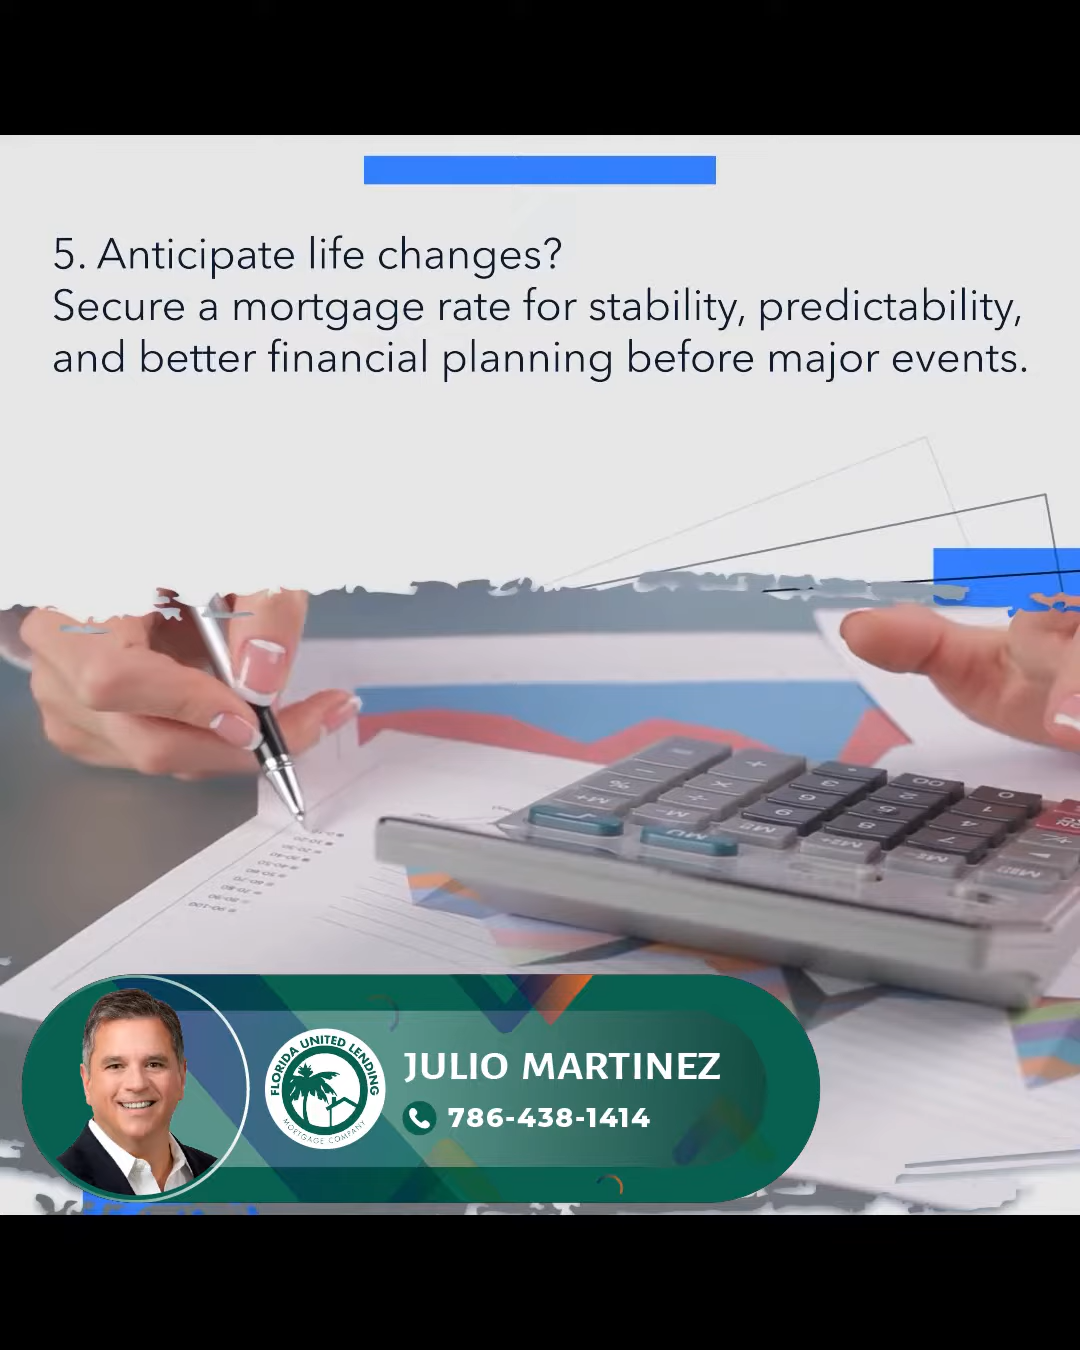 5. Anticipate life changes?
Secure a mortgage rate for stability, predictability,
and better financial planning before major events.
FLORIDA UNITED LENDING
MORTGAGE COMPANY
JULIO MARTINEZ
786-438-1414